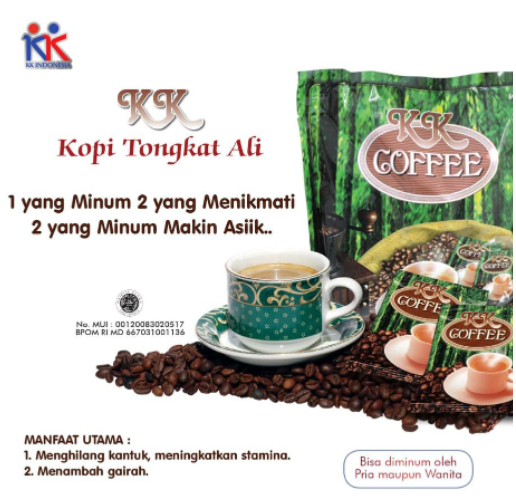 KK
KK INDONESIA
KK
Kopi Tongkat Ali
1 yang Minum 2 yang Menikmati
2 yang Minum Makin Asiik..
No. MUI : 00120083020517
BPOM RI MD 667031001136
KK
COFFEE
KK
COFFEE
KK
COFFEE
MANFAAT UTAMA :
1. Menghilang kantuk, meningkatkan stamina.
2. Menambah gairah.
Bisa diminum oleh
Pria maupun Wanita